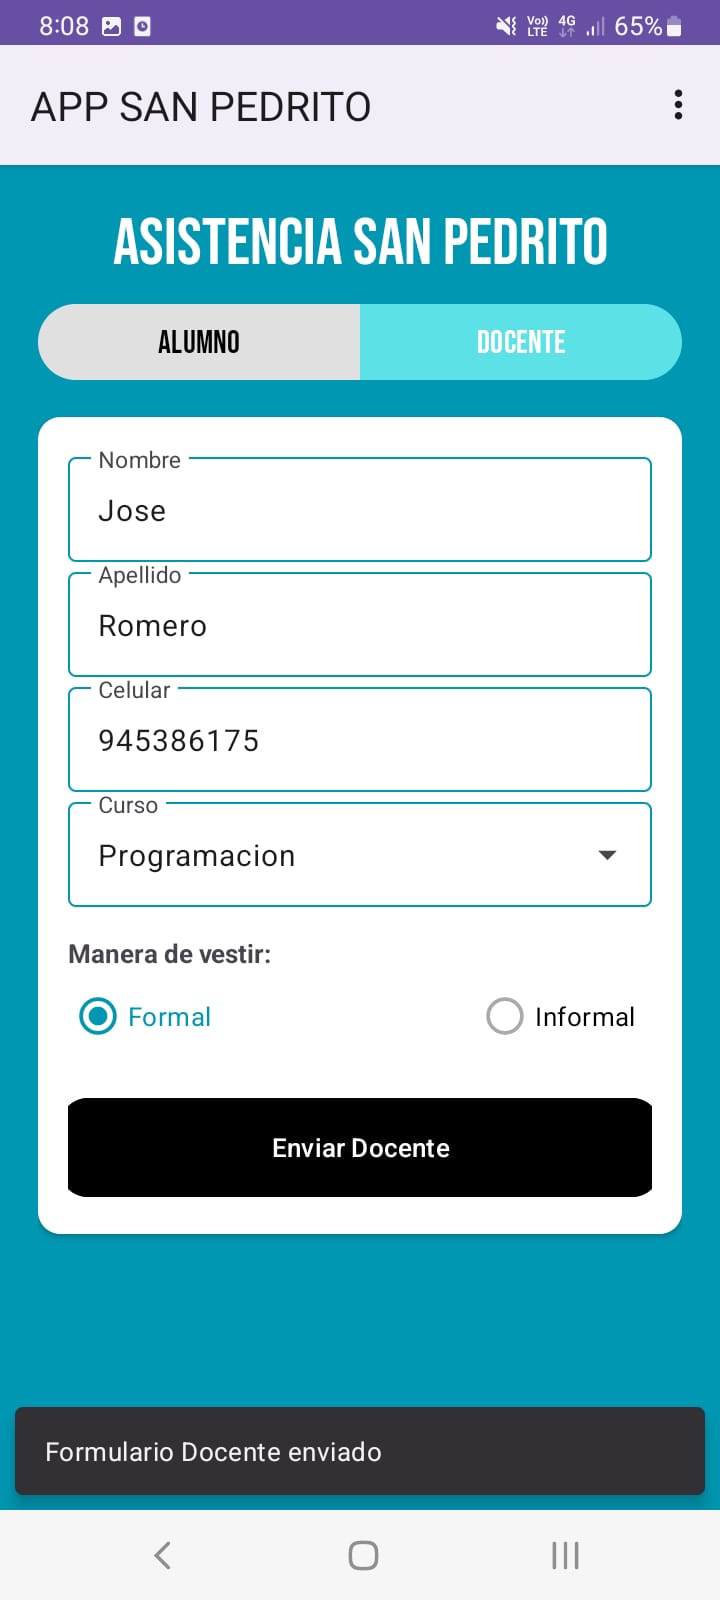 8:08 Vo)) LTE 4G 65%
APP SAN PEDRITO
ASISTENCIA SAN PEDRITO
ALUMNO DOCENTE
Nombre
Jose
Apellido
Romero
Celular
945386175
Curso
Programacion
Manera de vestir:
Formal Informal
Enviar Docente
Formulario Docente enviado